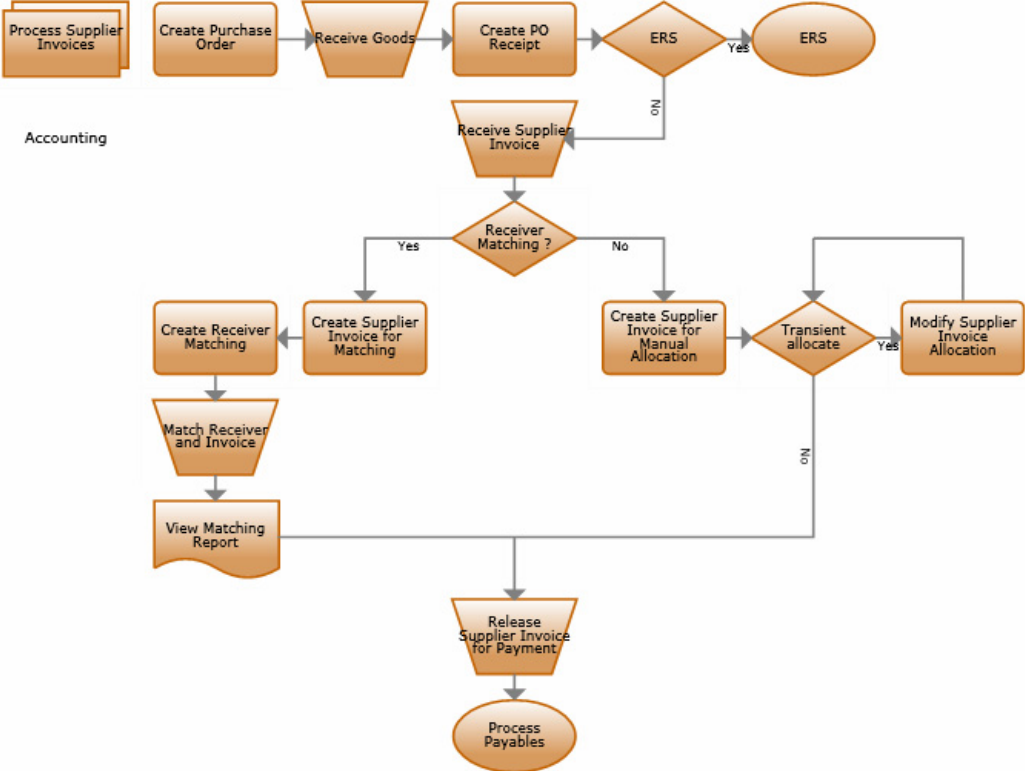 Process Supplier
Invoices
Create Purchase
Order
Receive Goods
Create PO
Receipt
ERS
Yes
ERS
No
Accounting
Receive Supplier
Invoice
Receiver
Matching ?
Yes
No
Create Receiver
Matching
Create Supplier
Invoice for
Matching
Create Supplier
Invoice for
Manual
Allocation
Transient
allocate
Yes
Modify Supplier
Invoice
Allocation
Match Receiver
and Invoice
No
View Matching
Report
Release
Supplier Invoice
for Payment
Process
Payables